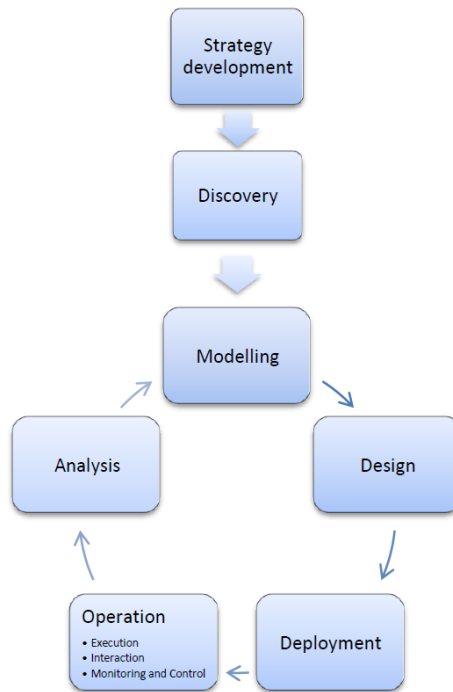 Strategy
development
Discovery
Modelling
Analysis
Design
Operation
• Execution
• Interaction
• Monitoring and Control
Deployment